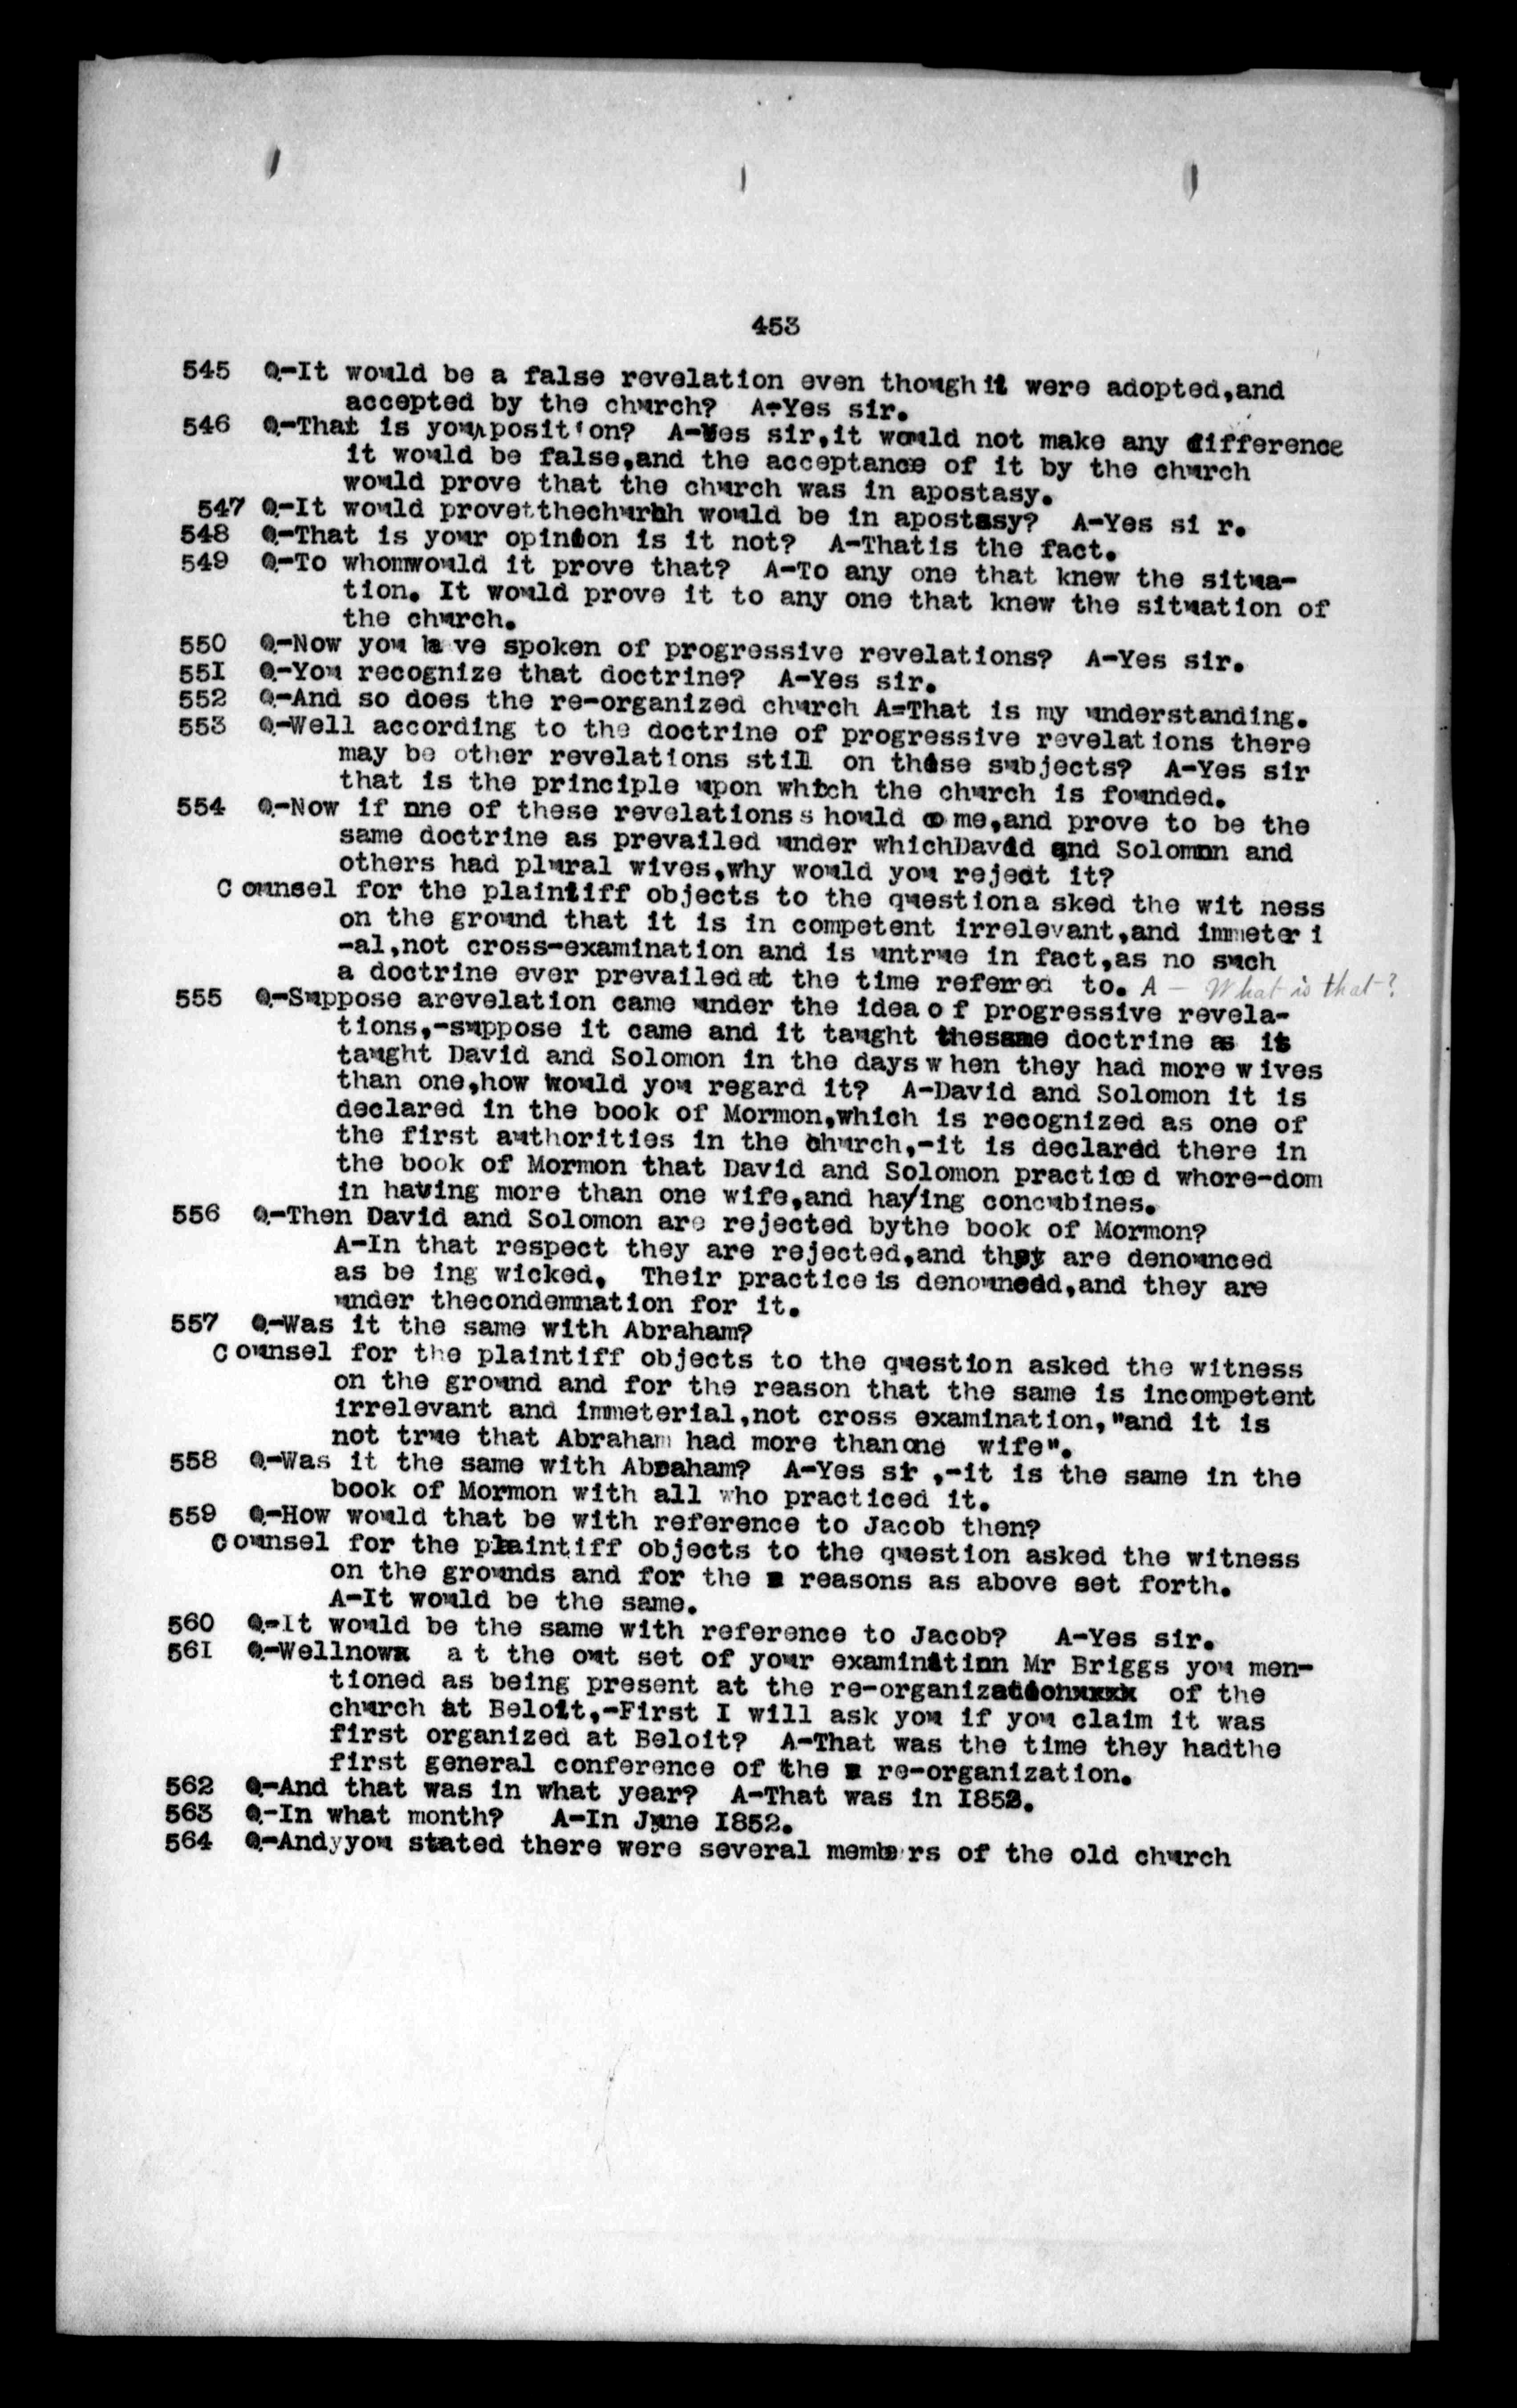 453
545 Q-It would be a false revelation even though it were adopted,and
accepted by the church? A-Yes sir.
546 Q-That is your position? A-Yes sir,it would not make any difference
it would be false,and the acceptance of it by the church
would prove that the church was in apostasy.
547 Q-It would prove thechurhh would be in apostasy? A-Yes si r.
548 Q-That is your opinion is it not? A-Thatis the fact.
549 Q-To whomwould it prove that? A-To any one that knew the situa-
tion. It would prove it to any one that knew the situation of
the church.
550 Q-Now you ha ve spoken of progressive revelations? A-Yes sir.
551 Q-You recognize that doctrine? A-Yes sir.
552 Q-And so does the re-organized church A=That is my understanding.
553 Q-Well according to the doctrine of progressive revelations there
may be other revelations still on these subjects? A-Yes sir
that is the principle upon which the church is founded.
554 Q-Now if one of these revelations s hould co me,and prove to be the
same doctrine as prevailed under whichDavid and Solomon and
others had plural wives,why would you reject it?
C ounsel for the plaintiff objects to the questiona sked the wit ness
on the ground that it is in competent irrelevant,and immeter i
-al,not cross-examination and is untrue in fact,as no such
a doctrine ever prevailed at the time referred to. A - What is that?
555 Q-Suppose arevelation came under the idea o f progressive revela-
tions,-suppose it came and it taught thesame doctrine as it
taught David and Solomon in the days w hen they had more w ives
than one,how would you regard it? A-David and Solomon it is
declared in the book of Mormon,which is recognized as one of
the first authorities in the church,-it is declared there in
the book of Mormon that David and Solomon practice d whore-dom
in having more than one wife,and having concubines.
556 Q-Then David and Solomon are rejected bythe book of Mormon?
A-In that respect they are rejected,and they are denounced
as be ing wicked. Their practice is denounced,and they are
under thecondemnation for it.
557 Q-Was it the same with Abraham?
C ounsel for the plaintiff objects to the question asked the witness
on the ground and for the reason that the same is incompetent
irrelevant and immeterial,not cross examination,"and it is
not true that Abraham had more than one wife".
558 Q-Was it the same with Abraham? A-Yes sir ,-it is the same in the
book of Mormon with all who practiced it.
559 Q-How would that be with reference to Jacob then?
C ounsel for the plaintiff objects to the question asked the witness
on the grounds and for the reasons as above set forth.
A-It would be the same.
560 Q-It would be the same with reference to Jacob? A-Yes sir.
561 Q-Wellnowx a t the out set of your examination Mr Briggs you men-
tioned as being present at the re-organizationxxxx of the
church at Beloit,-First I will ask you if you claim it was
first organized at Beloit? A-That was the time they hadthe
first general conference of the re-organization.
562 Q-And that was in what year? A-That was in I852.
563 Q-In what month? A-In June I852.
564 Q-Andyyou stated there were several members of the old church